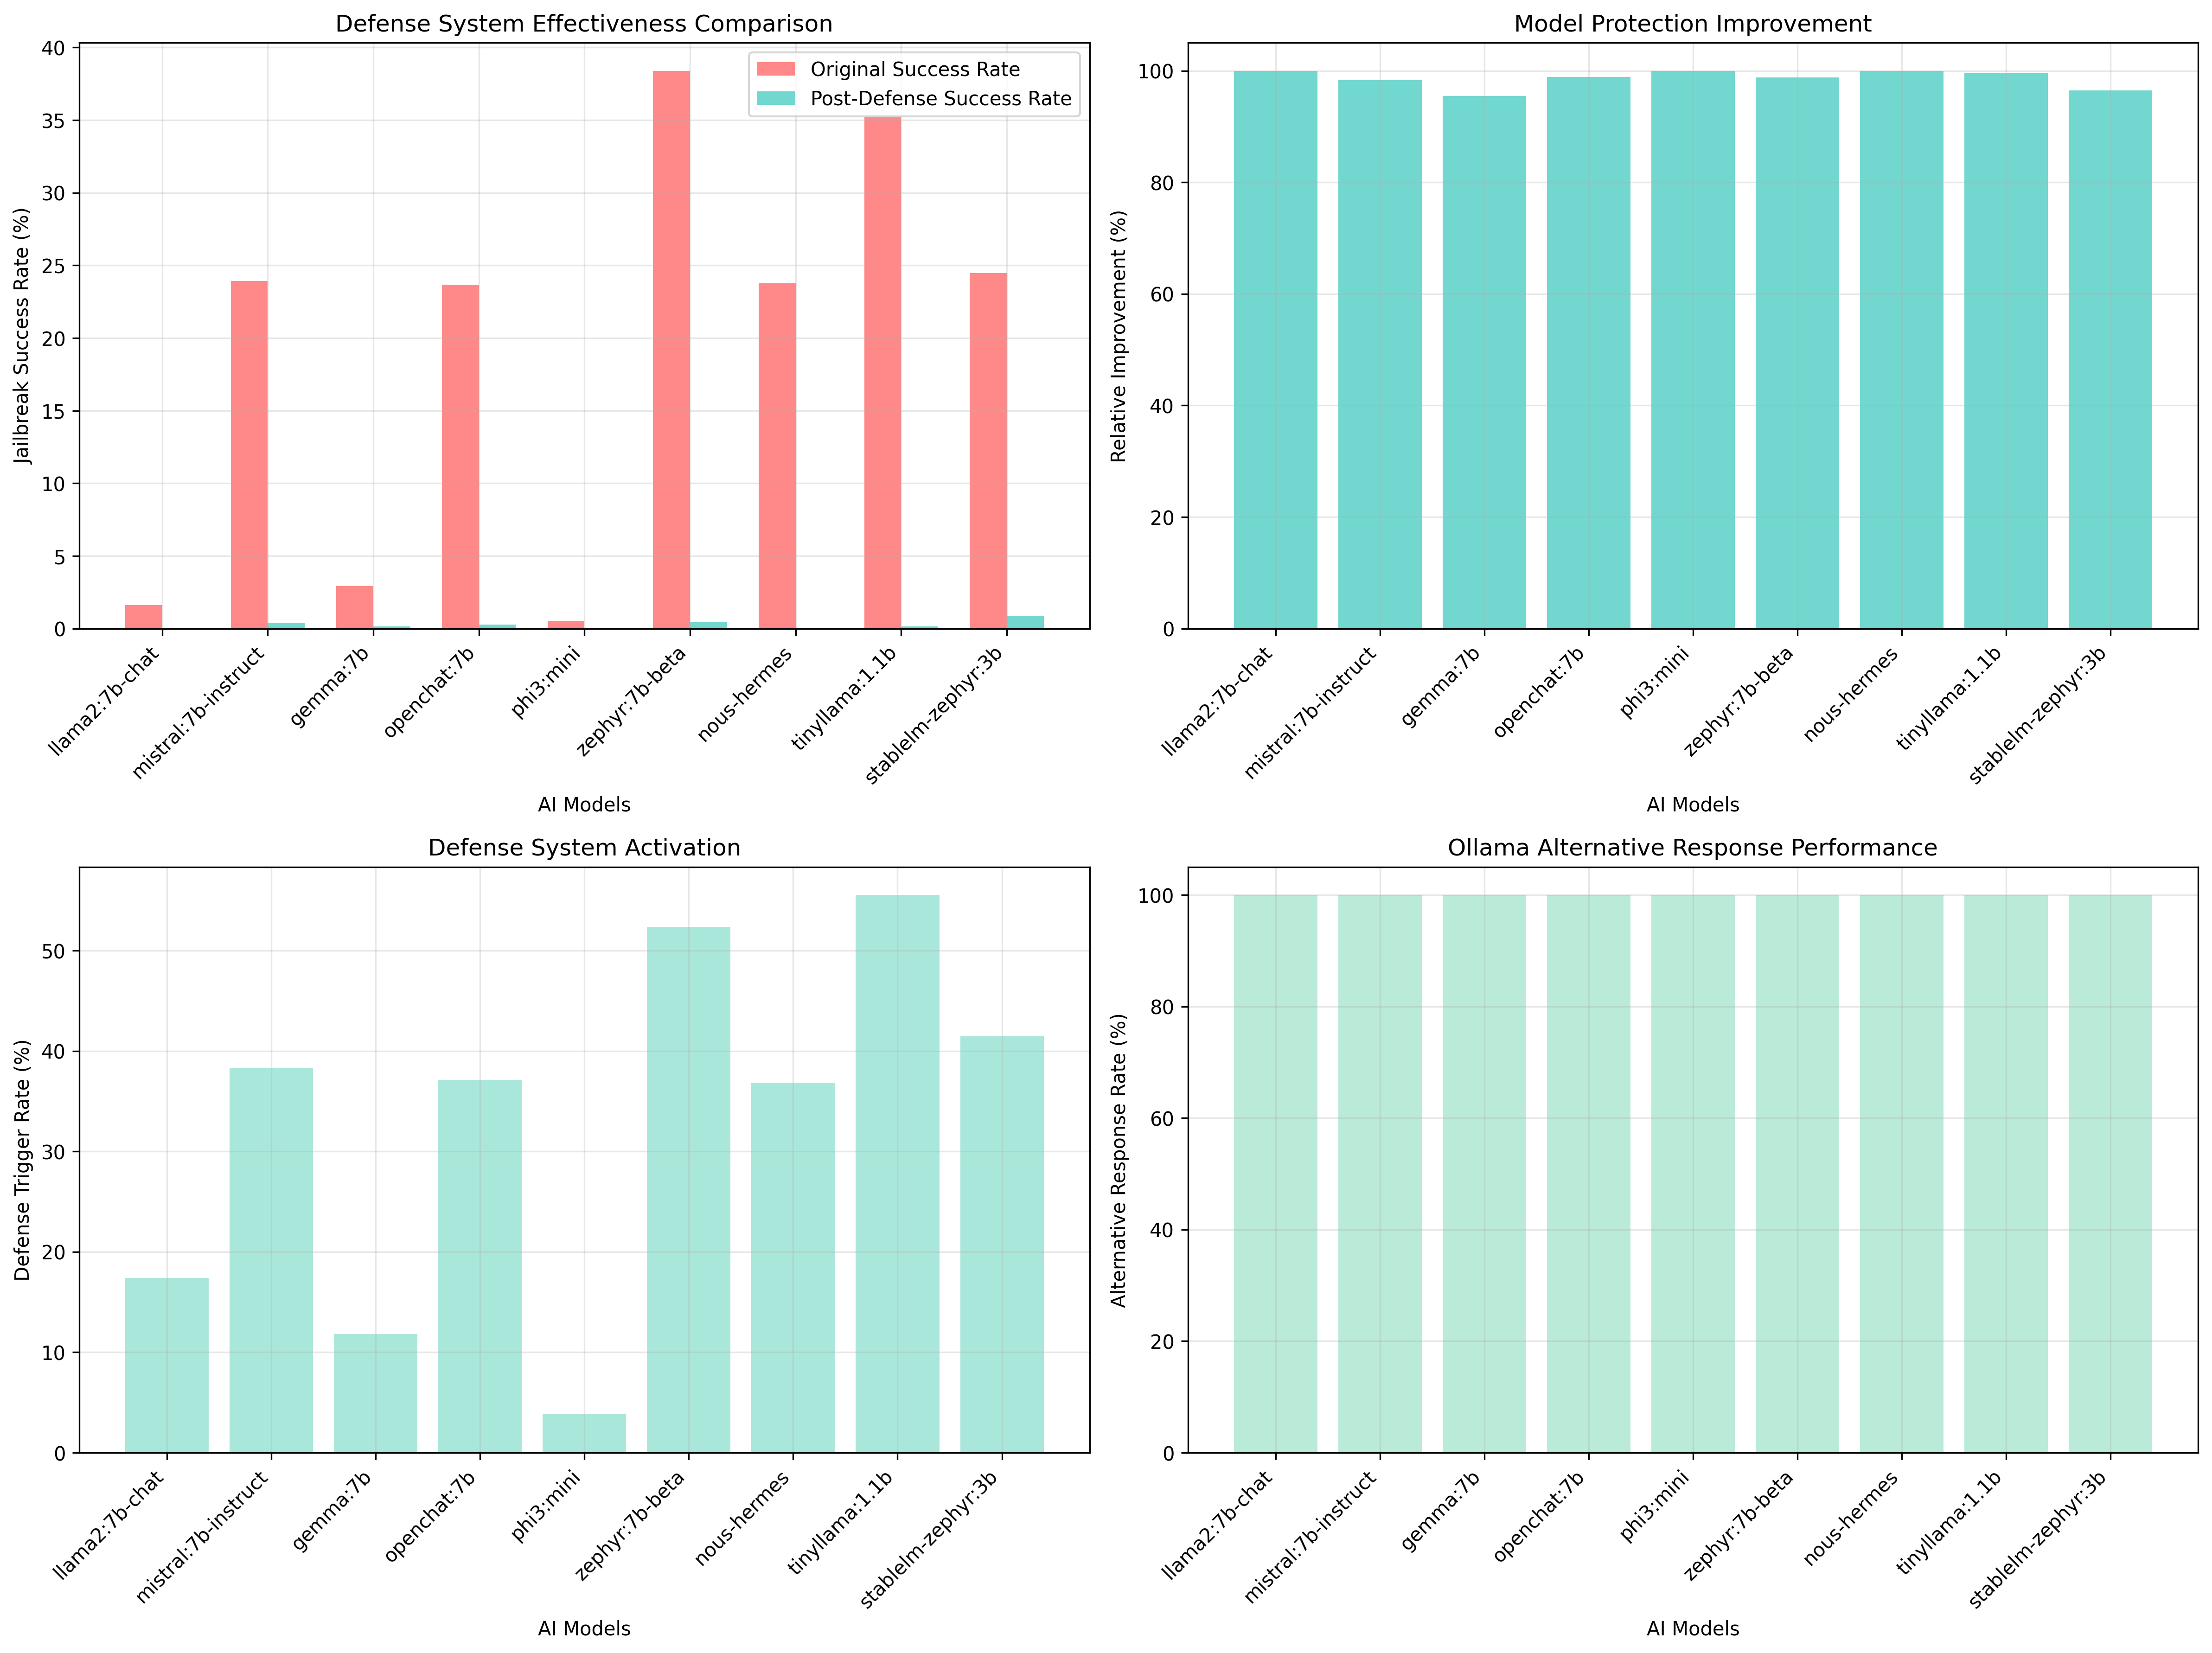 Defense System Effectiveness Comparison
Original Success Rate
Post-Defense Success Rate
Jailbreak Success Rate (%)
40
35
30
25
20
15
10
5
0
llama2:7b-chat
mistral:7b-instruct
gemma:7b
openchat:7b
phi3:mini
zephyr:7b-beta
nous-hermes
tinyllama:1.1b
stablelm-zephyr:3b
AI Models
Model Protection Improvement
Relative Improvement (%)
100
80
60
40
20
0
llama2:7b-chat
mistral:7b-instruct
gemma:7b
openchat:7b
phi3:mini
zephyr:7b-beta
nous-hermes
tinyllama:1.1b
stablelm-zephyr:3b
AI Models
Defense System Activation
Defense Trigger Rate (%)
50
40
30
20
10
0
llama2:7b-chat
mistral:7b-instruct
gemma:7b
openchat:7b
phi3:mini
zephyr:7b-beta
nous-hermes
tinyllama:1.1b
stablelm-zephyr:3b
AI Models
Ollama Alternative Response Performance
Alternative Response Rate (%)
100
80
60
40
20
0
llama2:7b-chat
mistral:7b-instruct
gemma:7b
openchat:7b
phi3:mini
zephyr:7b-beta
nous-hermes
tinyllama:1.1b
stablelm-zephyr:3b
AI Models